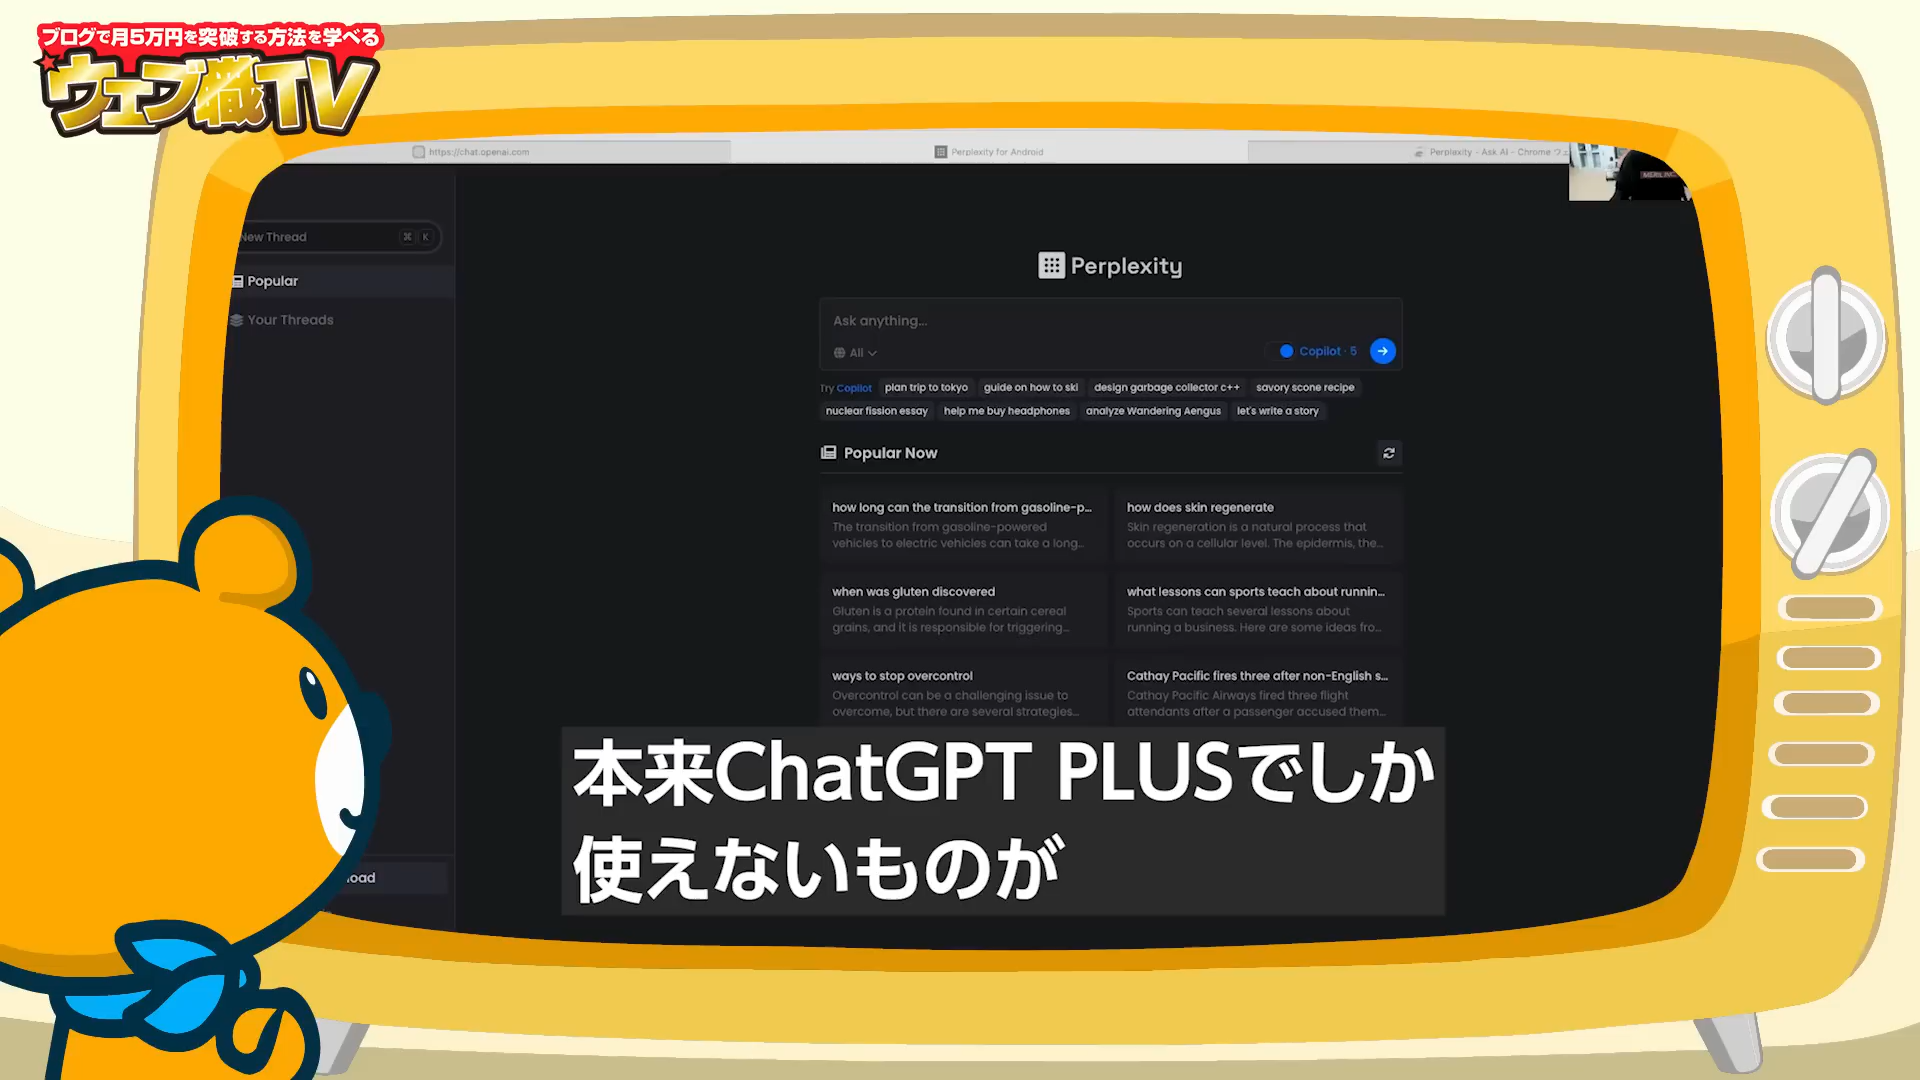 ブログで月5万円を突破する方法を学べる
ウェブ職TV
https://chat.openai.com
Perplexity for Android
Perplexity - Ask AI - Chrome ウェ
New Thread
⌘ K
Popular
Your Threads
Perplexity
Ask anything...
All
Copilot · 5
Try Copilot
plan trip to tokyo
guide on how to ski
design garbage collector c++
savory scone recipe
nuclear fission essay
help me buy headphones
analyze Wandering Aengus
let's write a story
Popular Now
how long can the transition from gasoline-p...
The transition from gasoline-powered
vehicles to electric vehicles can take a long...
how does skin regenerate
Skin regeneration is a natural process that
occurs on a cellular level. The epidermis, the...
when was gluten discovered
Gluten is a protein found in certain cereal
grains, and it is responsible for triggering...
what lessons can sports teach about runnin...
Sports can teach several lessons about
running a business. Here are some ideas fro...
ways to stop overcontrol
Overcontrol can be a challenging issue to
overcome, but there are several strategies...
Cathay Pacific fires three after non-English s...
Cathay Pacific Airways fired three flight
attendants after a passenger accused them...
本来ChatGPT PLUSでしか
使えないものが
oad